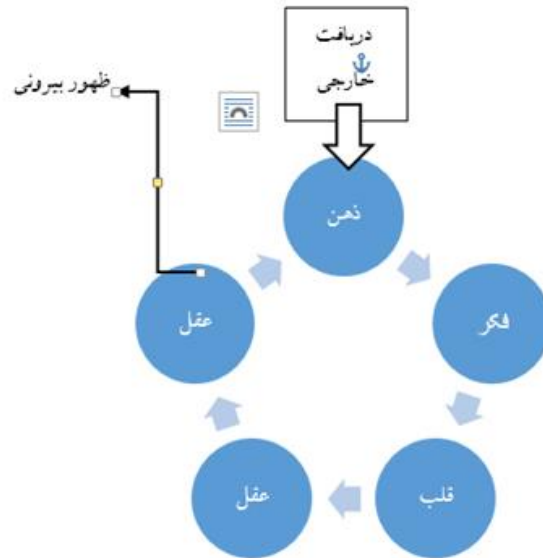 دریافت
خارجی
ظهور بیرونی
ذهن
فکر
قلب
عقل
عقل